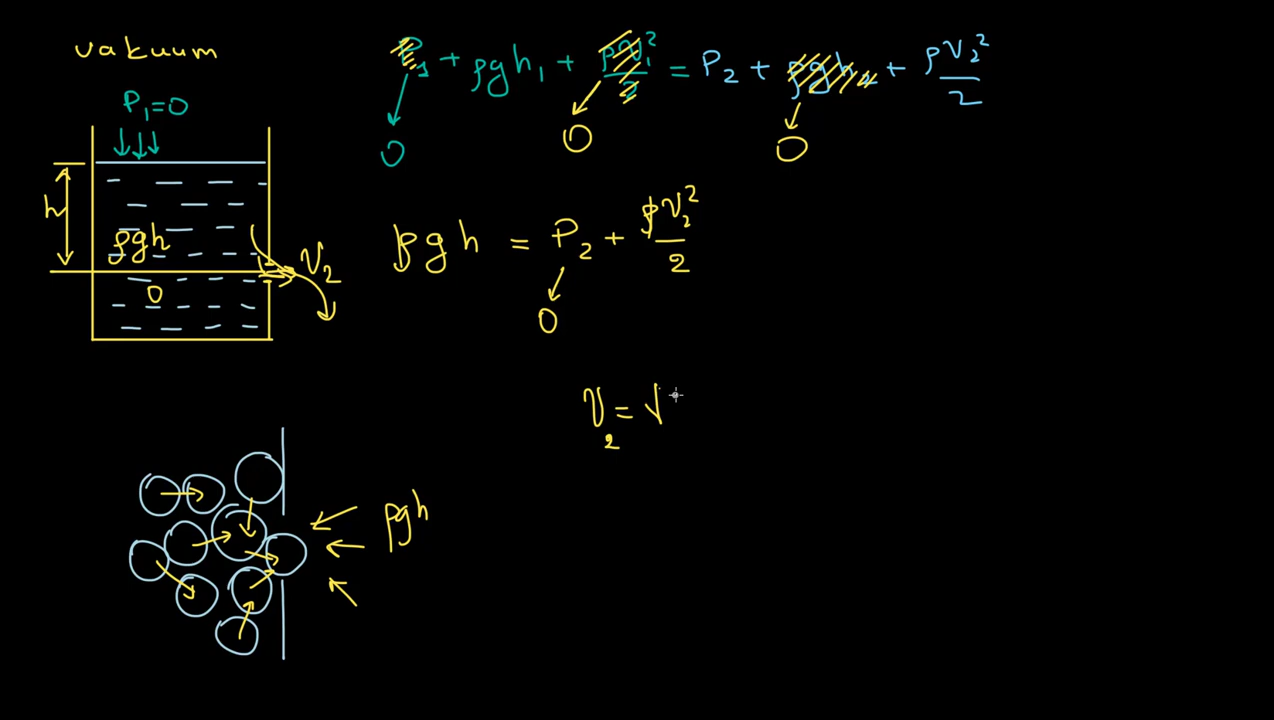 vakuum
P₁ + ρgh₁ + ρV₁²/2 = P₂ + ρgh₂ + ρV₂²/2
P₁=0
0 0 0
h
ρgh
V₂
0
ρgh = P₂ + ρV₂²/2
0
V₂ = √
ρgh